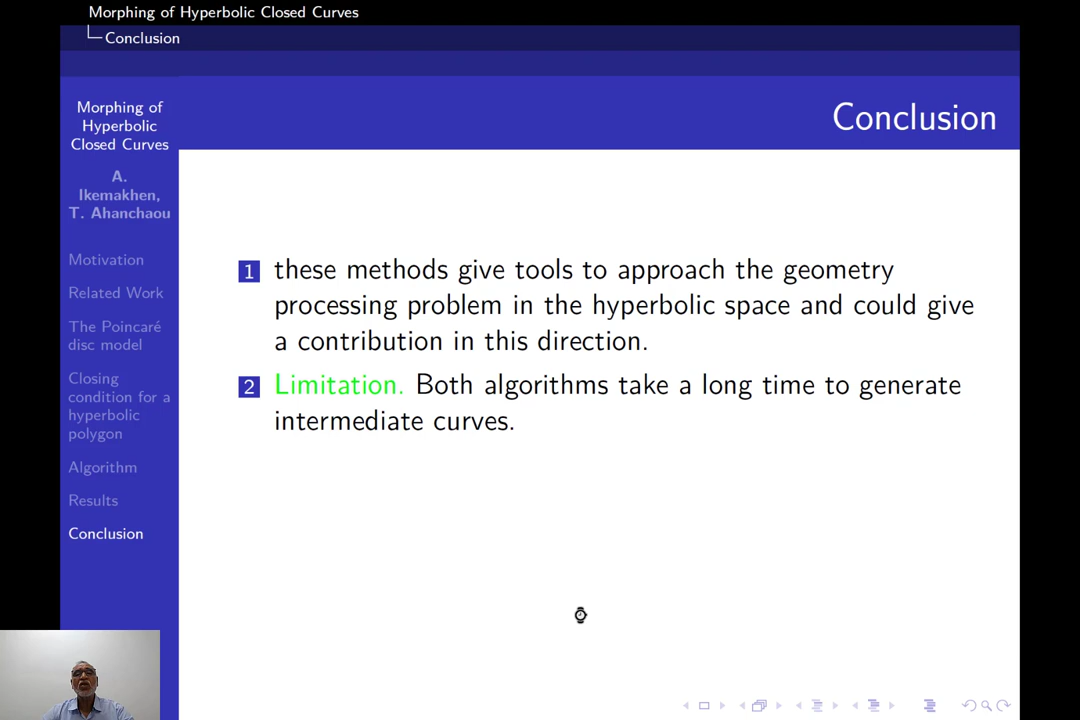 Morphing of Hyperbolic Closed Curves
Conclusion
Morphing of
Hyperbolic
Closed Curves
A.
Ikemakhen,
T. Ahanchaou
Motivation
Related Work
The Poincaré
disc model
Closing
condition for a
hyperbolic
polygon
Algorithm
Results
Conclusion
Conclusion
1 these methods give tools to approach the geometry
processing problem in the hyperbolic space and could give
a contribution in this direction.
2 Limitation. Both algorithms take a long time to generate
intermediate curves.